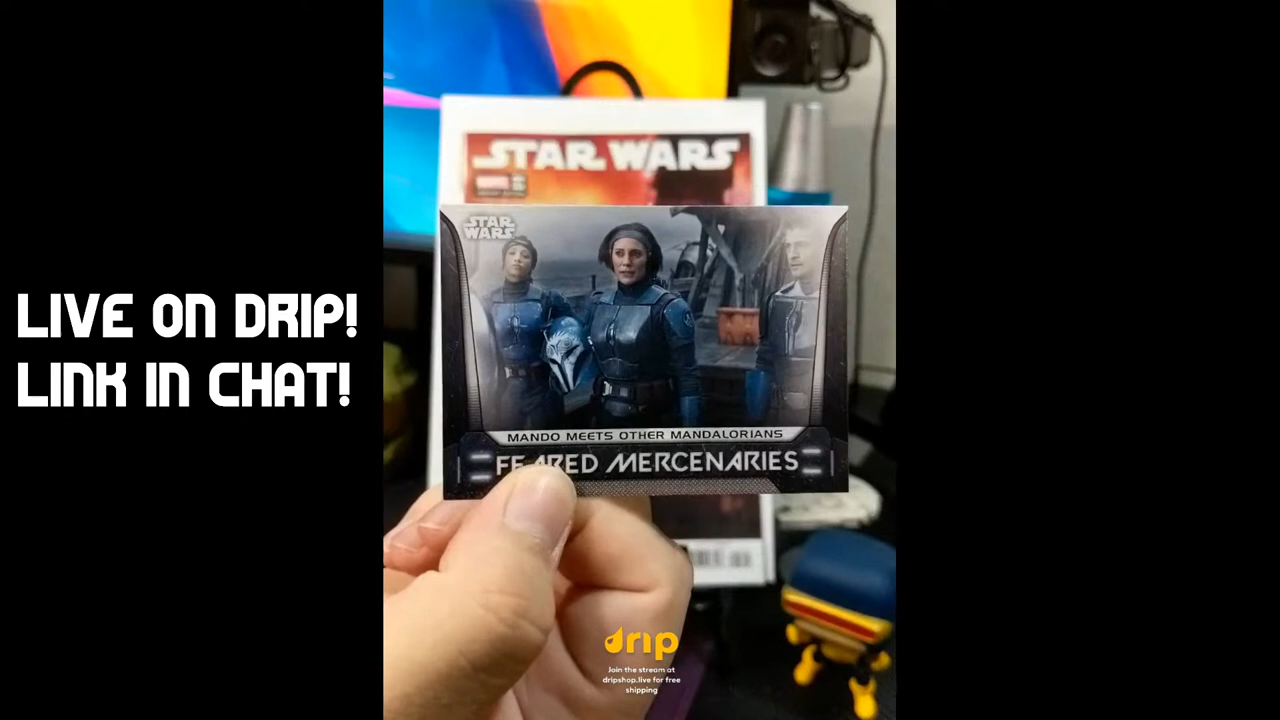 STAR WARS
STAR
WARS
LIVE ON DRIP!
LINK IN CHAT!
MANDO MEETS OTHER MANDALORIANS
FEARED MERCENARIES
drip
Join the stream at
dripshop.live for free
shipping